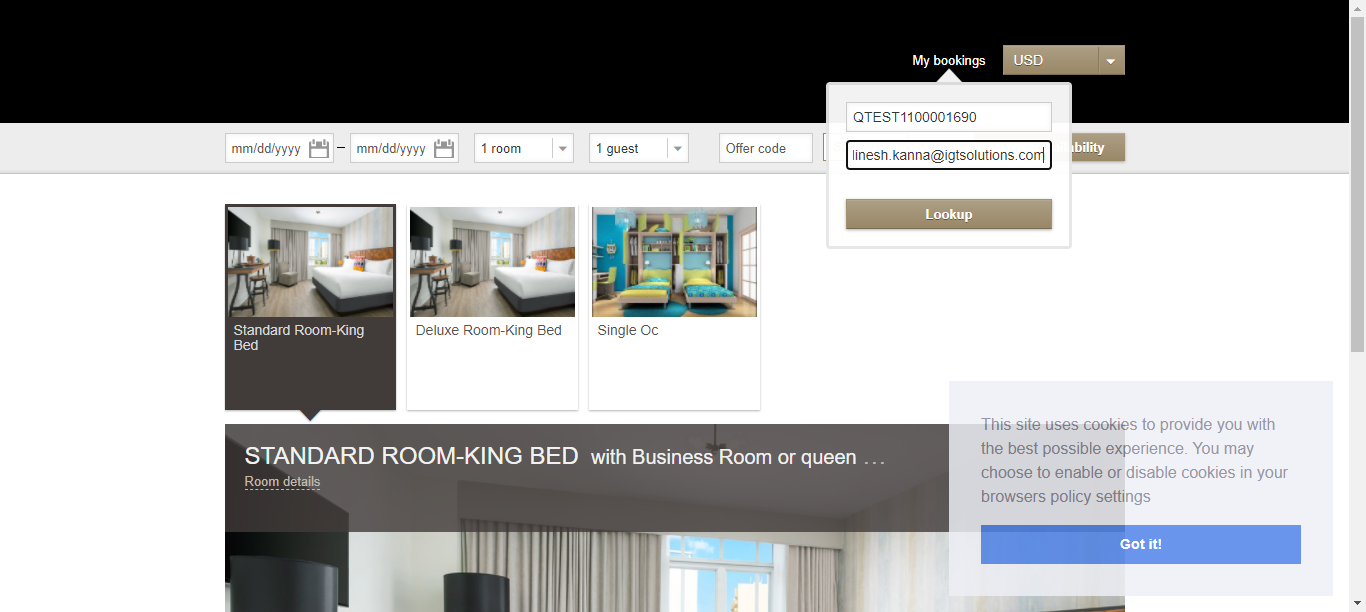 My bookings
USD
QTEST1100001690
linesh.kanna@igtsolutions.com
Lookup
mm/dd/yyyy – mm/dd/yyyy
1 room
1 guest
Offer code
Standard Room-King
Bed
Deluxe Room-King Bed
Single Oc
STANDARD ROOM-KING BED with Business Room or queen ...
Room details
This site uses cookies to provide you with
the best possible experience. You may
choose to enable or disable cookies in your
browsers policy settings
Got it!